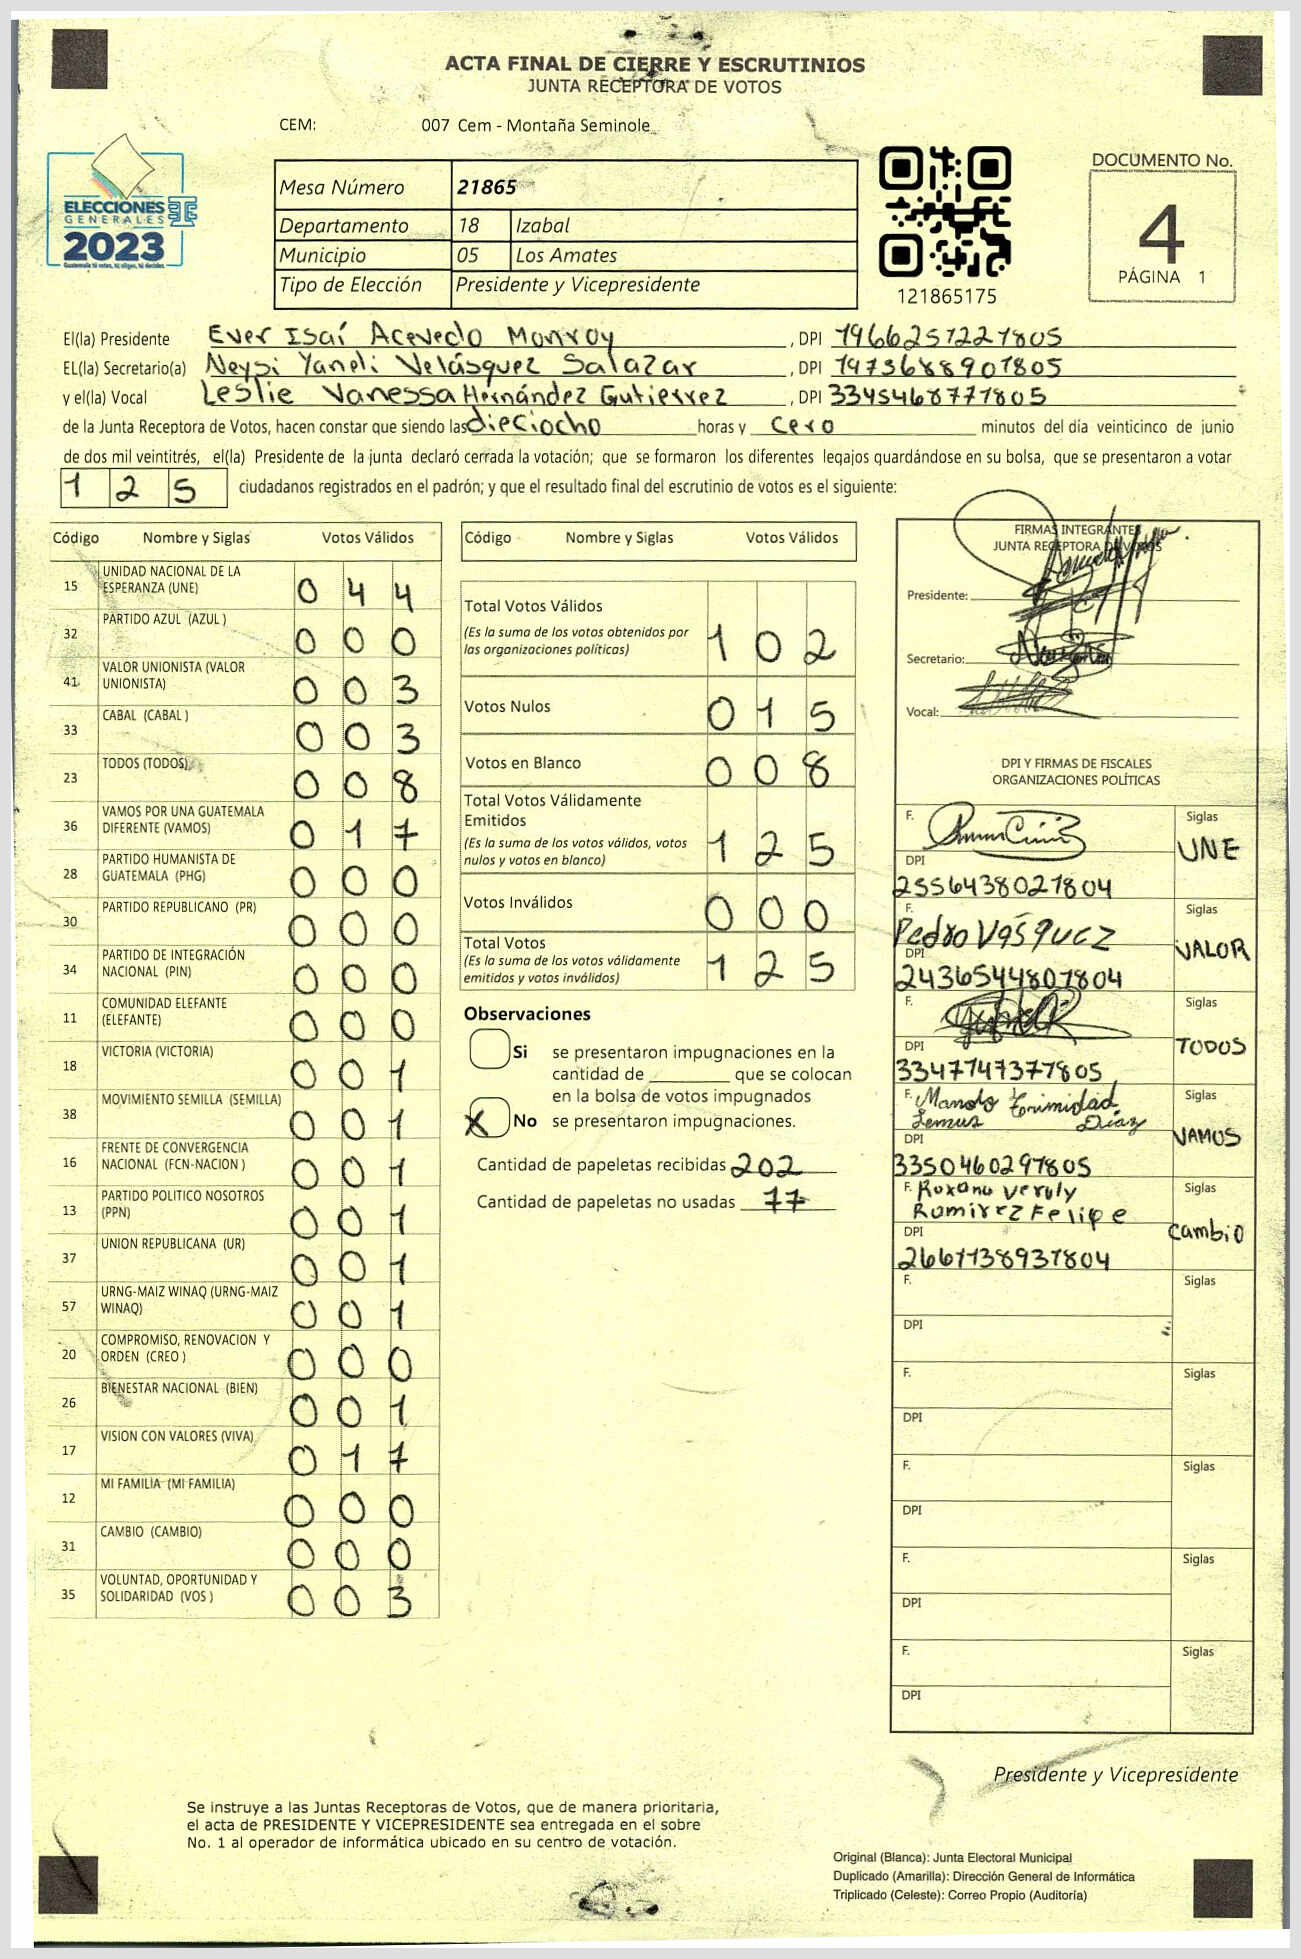 ACTA FINAL DE CIERRE Y ESCRUTINIOS
JUNTA RECEPTORA DE VOTOS
CEM: 007 Cem - Montaña Seminole
ELECCIONES
GENERALES
2023
Guatemala tú votas, tú eliges, tú decides
Mesa Número 21865
Departamento 18 Izabal
Municipio 05 Los Amates
Tipo de Elección Presidente y Vicepresidente
121865175
DOCUMENTO No.
4
PÁGINA 1
El(la) Presidente Ever Isaí Acevedo Monroy , DPI 1966257221805
EL(la) Secretario(a) Neysi Yaneli Velásquez Salazar , DPI 1973688901805
y el(la) Vocal Leslie Vanessa Hernández Gutierrez , DPI 3345468771805
de la Junta Receptora de Votos, hacen constar que siendo las dieciocho horas y cero minutos del día veinticinco de junio
de dos mil veintitrés, el(la) Presidente de la junta declaró cerrada la votación; que se formaron los diferentes legajos guardándose en su bolsa, que se presentaron a votar
1 2 5 ciudadanos registrados en el padrón; y que el resultado final del escrutinio de votos es el siguiente:
Código Nombre y Siglas Votos Válidos
15 UNIDAD NACIONAL DE LA ESPERANZA (UNE) 0 4 4
32 PARTIDO AZUL (AZUL ) 0 0 0
41 VALOR UNIONISTA (VALOR UNIONISTA) 0 0 3
33 CABAL (CABAL ) 0 0 3
23 TODOS (TODOS) 0 0 8
36 VAMOS POR UNA GUATEMALA DIFERENTE (VAMOS) 0 1 7
28 PARTIDO HUMANISTA DE GUATEMALA (PHG) 0 0 0
30 PARTIDO REPUBLICANO (PR) 0 0 0
34 PARTIDO DE INTEGRACIÓN NACIONAL (PIN) 0 0 0
11 COMUNIDAD ELEFANTE (ELEFANTE) 0 0 0
18 VICTORIA (VICTORIA) 0 0 1
38 MOVIMIENTO SEMILLA (SEMILLA) 0 0 1
16 FRENTE DE CONVERGENCIA NACIONAL (FCN-NACION ) 0 0 1
13 PARTIDO POLITICO NOSOTROS (PPN) 0 0 1
37 UNION REPUBLICANA (UR) 0 0 1
57 URNG-MAIZ WINAQ (URNG-MAIZ WINAQ) 0 0 1
20 COMPROMISO, RENOVACION Y ORDEN (CREO ) 0 0 0
26 BIENESTAR NACIONAL (BIEN) 0 0 1
17 VISION CON VALORES (VIVA) 0 1 7
12 MI FAMILIA (MI FAMILIA) 0 0 0
31 CAMBIO (CAMBIO) 0 0 0
35 VOLUNTAD, OPORTUNIDAD Y SOLIDARIDAD (VOS ) 0 0 3
Código Nombre y Siglas Votos Válidos
Total Votos Válidos 1 0 2
(Es la suma de los votos obtenidos por
las organizaciones políticas)
Votos Nulos 0 1 5
Votos en Blanco 0 0 8
Total Votos Válidamente
Emitidos 1 2 5
(Es la suma de los votos válidos, votos
nulos y votos en blanco)
Votos Inválidos 0 0 0
Total Votos 1 2 5
(Es la suma de los votos válidamente
emitidos y votos inválidos)
Observaciones
Si se presentaron impugnaciones en la
cantidad de ________ que se colocan
en la bolsa de votos impugnados
X No se presentaron impugnaciones.
Cantidad de papeletas recibidas 202
Cantidad de papeletas no usadas 77
FIRMAS INTEGRANTES
JUNTA RECEPTORA DE VOTOS
Presidente:
Secretario:
Vocal:
DPI Y FIRMAS DE FISCALES
ORGANIZACIONES POLÍTICAS
F. Siglas
UNE
DPI
2556438021804
F. Pedro Vásquez Siglas
VALOR
DPI
2436544801804
F. Siglas
TODOS
DPI
3347747371805
F. Manolo Trinidad Siglas
Lemus Díaz
VAMOS
DPI
3350460291805
F. Roxana Veruly Siglas
Ramirez Felipe
Cambio
DPI
2661138931804
F. Siglas
DPI
F. Siglas
DPI
F. Siglas
DPI
F. Siglas
DPI
F. Siglas
DPI
Presidente y Vicepresidente
Se instruye a las Juntas Receptoras de Votos, que de manera prioritaria,
el acta de PRESIDENTE Y VICEPRESIDENTE sea entregada en el sobre
No. 1 al operador de informática ubicado en su centro de votación.
Original (Blanca): Junta Electoral Municipal
Duplicado (Amarilla): Dirección General de Informática
Triplicado (Celeste): Correo Propio (Auditoría)